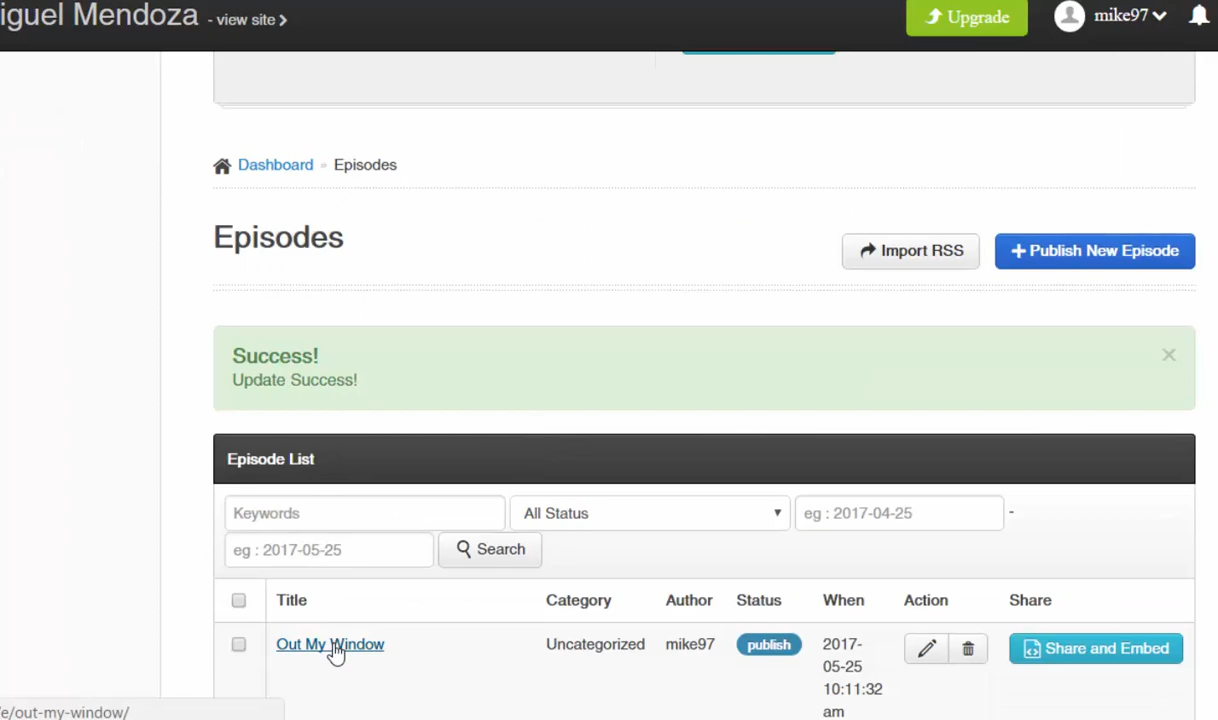 iguel Mendoza - view site
Upgrade
mike97
Dashboard » Episodes
Episodes
Import RSS
+ Publish New Episode
Success!
×
Update Success!
Episode List
Keywords
All Status
eg : 2017-04-25
-
eg : 2017-05-25
Search
Title Category Author Status When Action Share
Out My Window Uncategorized mike97 publish 2017-
05-25
10:11:32
am
Share and Embed
e/out-my-window/